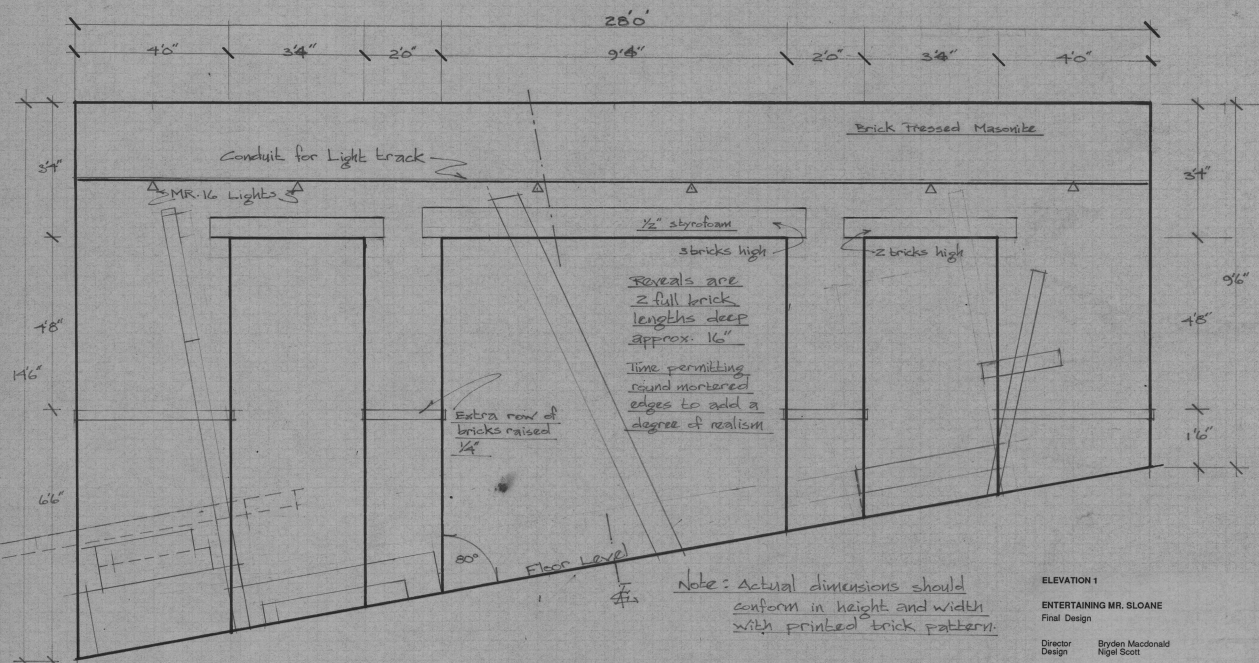 28'0"
4'0" 3'4" 2'0" 9'4" 2'0" 3'4" 4'0"
Brick Pressed Masonite
Conduit for Light track
3'4"
3'4"
MR.16 Lights
1/2" styrofoam
3 bricks high
2 bricks high
Reveals are
2 full brick
lengths deep
approx. 16"
9'6"
4'8"
4'8"
14'6"
Time permitting
round mortered
edges to add a
degree of realism
Extra row of
bricks raised
1/4"
1'6"
6'6"
80°
Floor Level
Note: Actual dimensions should
conform in height and width
with printed brick pattern.
ELEVATION 1
ENTERTAINING MR. SLOANE
Final Design
Director Bryden Macdonald
Design Nigel Scott